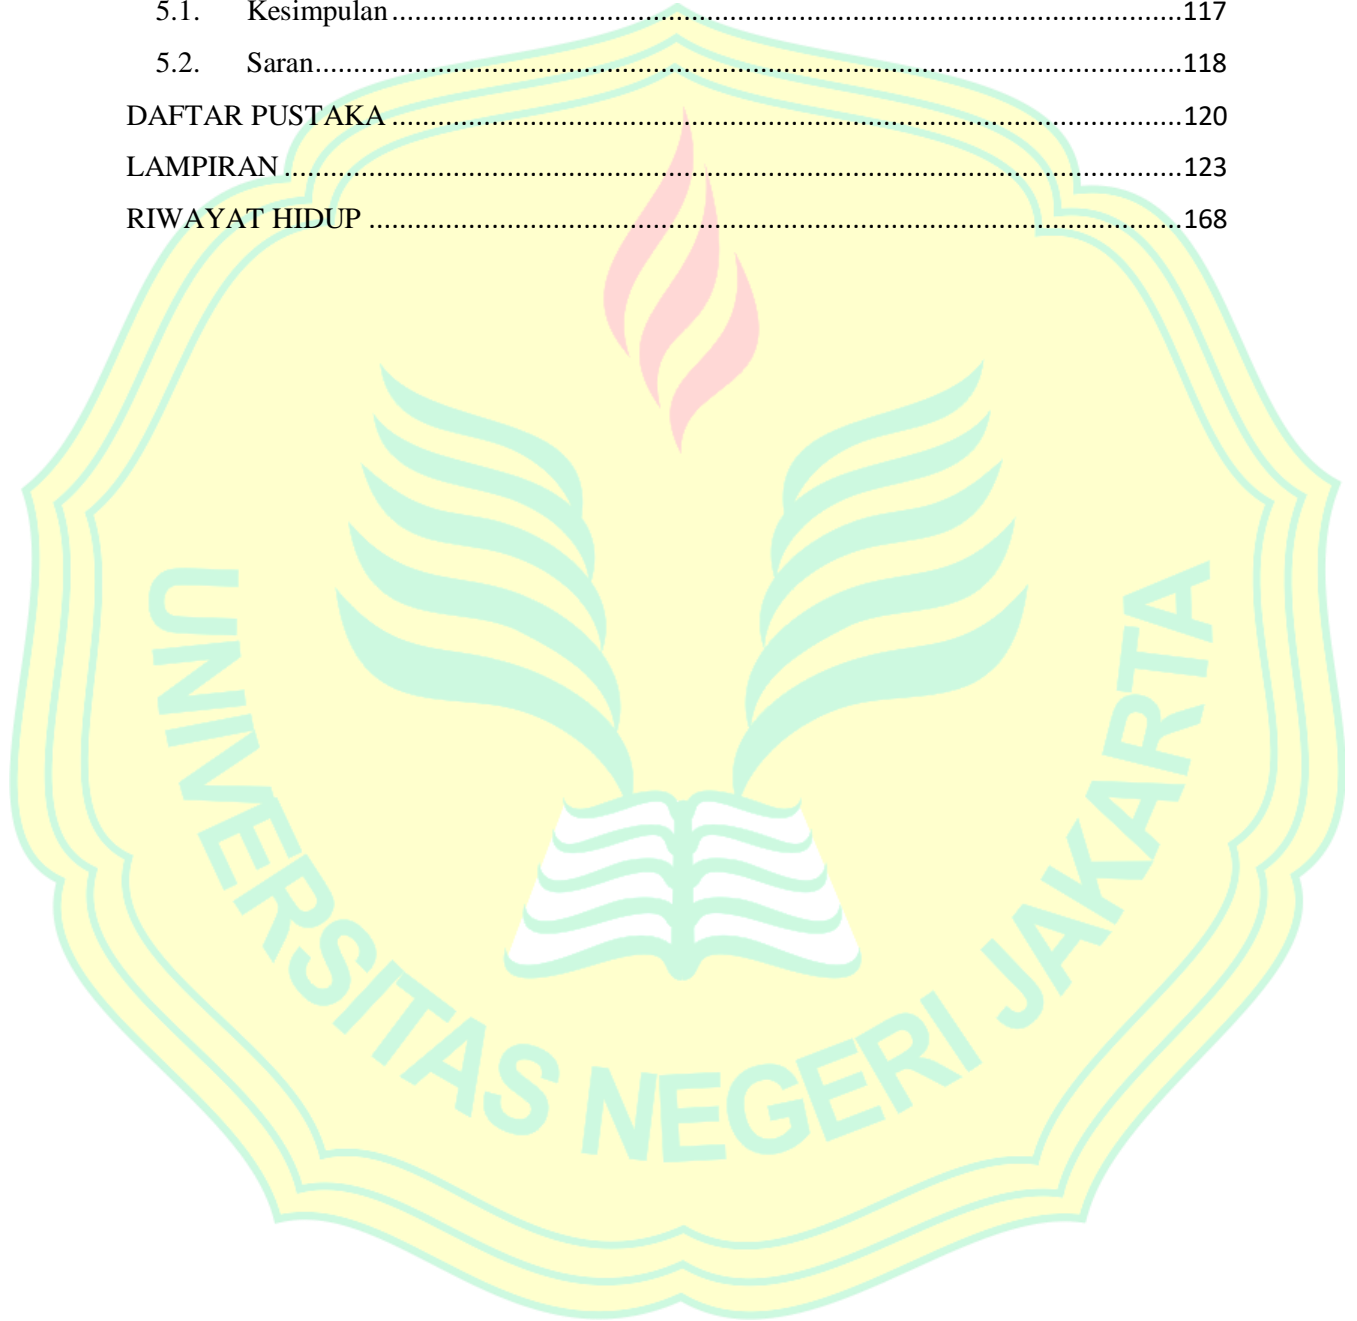 5.1. Kesimpulan.......................................................................................................117
5.2. Saran.................................................................................................................118
DAFTAR PUSTAKA ........................................................................................................120
LAMPIRAN .....................................................................................................................123
RIWAYAT HIDUP ..........................................................................................................168
UNIVERSITAS NEGERI JAKARTA